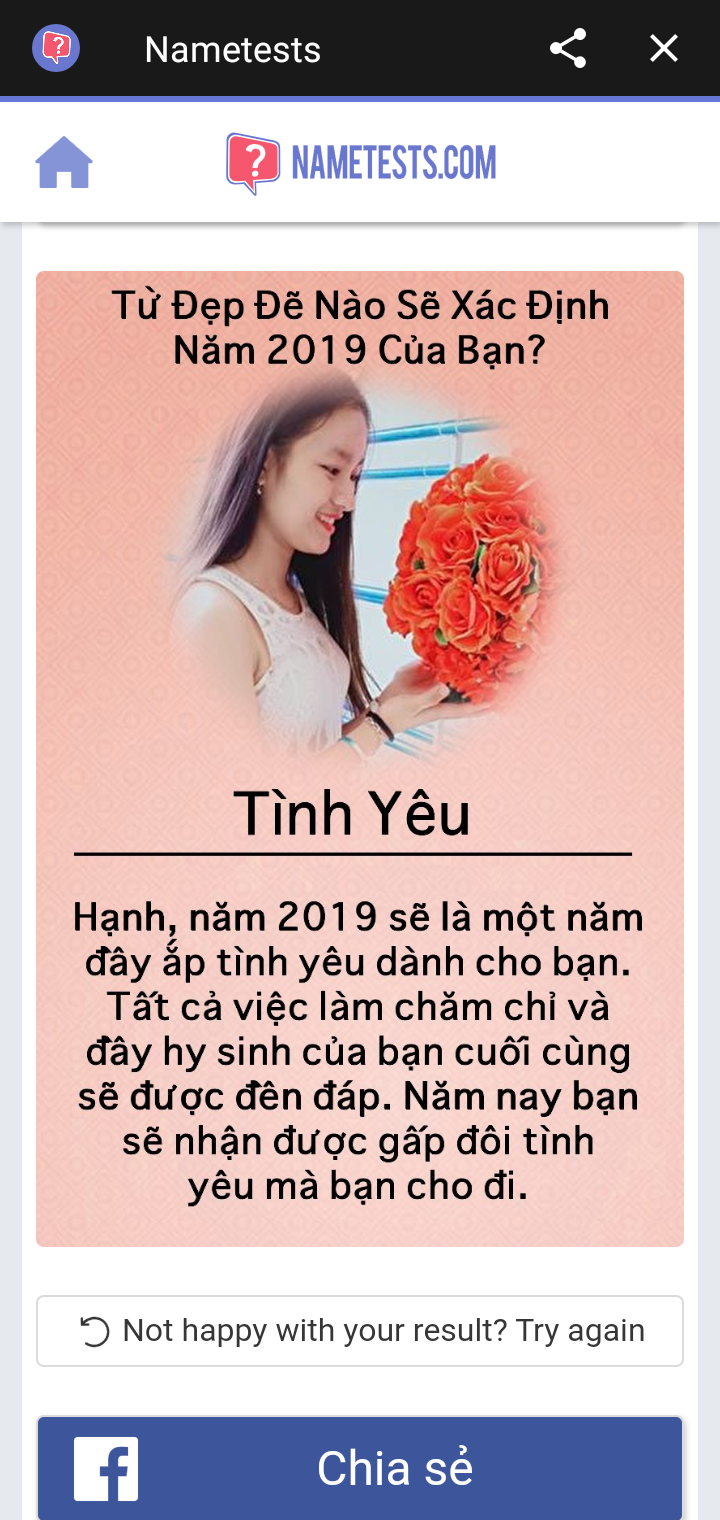 Nametests
NAMETESTS.COM
Từ Đẹp Đẽ Nào Sẽ Xác Định
Năm 2019 Của Bạn?
Tình Yêu
Hạnh, năm 2019 sẽ là một năm
đầy ắp tình yêu dành cho bạn.
Tất cả việc làm chăm chỉ và
đầy hy sinh của bạn cuối cùng
sẽ được đền đáp. Năm nay bạn
sẽ nhận được gấp đôi tình
yêu mà bạn cho đi.
Not happy with your result? Try again
Chia sẻ